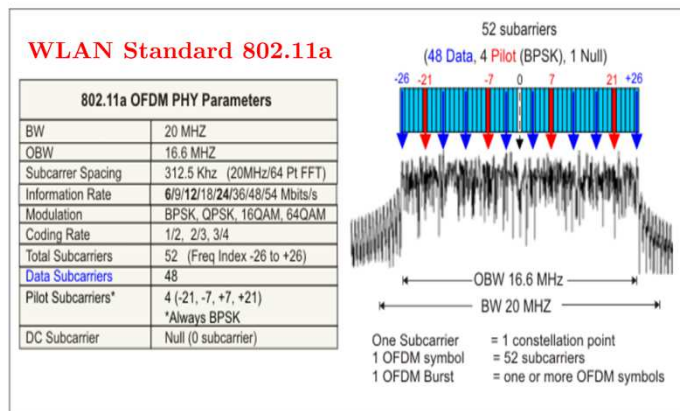 WLAN Standard 802.11a
802.11a OFDM PHY Parameters
BW 20 MHZ
OBW 16.6 MHZ
Subcarrer Spacing 312.5 Khz (20MHz/64 Pt FFT)
Information Rate 6/9/12/18/24/36/48/54 Mbits/s
Modulation BPSK, QPSK, 16QAM, 64QAM
Coding Rate 1/2, 2/3, 3/4
Total Subcarriers 52 (Freq Index -26 to +26)
Data Subcarriers 48
Pilot Subcarriers* 4 (-21, -7, +7, +21)
*Always BPSK
DC Subcarrier Null (0 subcarrier)
52 subarriers
(48 Data, 4 Pilot (BPSK), 1 Null)
-26 -21 -7 0 7 21 +26
OBW 16.6 MHz
BW 20 MHZ
One Subcarrier = 1 constellation point
1 OFDM symbol = 52 subcarriers
1 OFDM Burst = one or more OFDM symbols